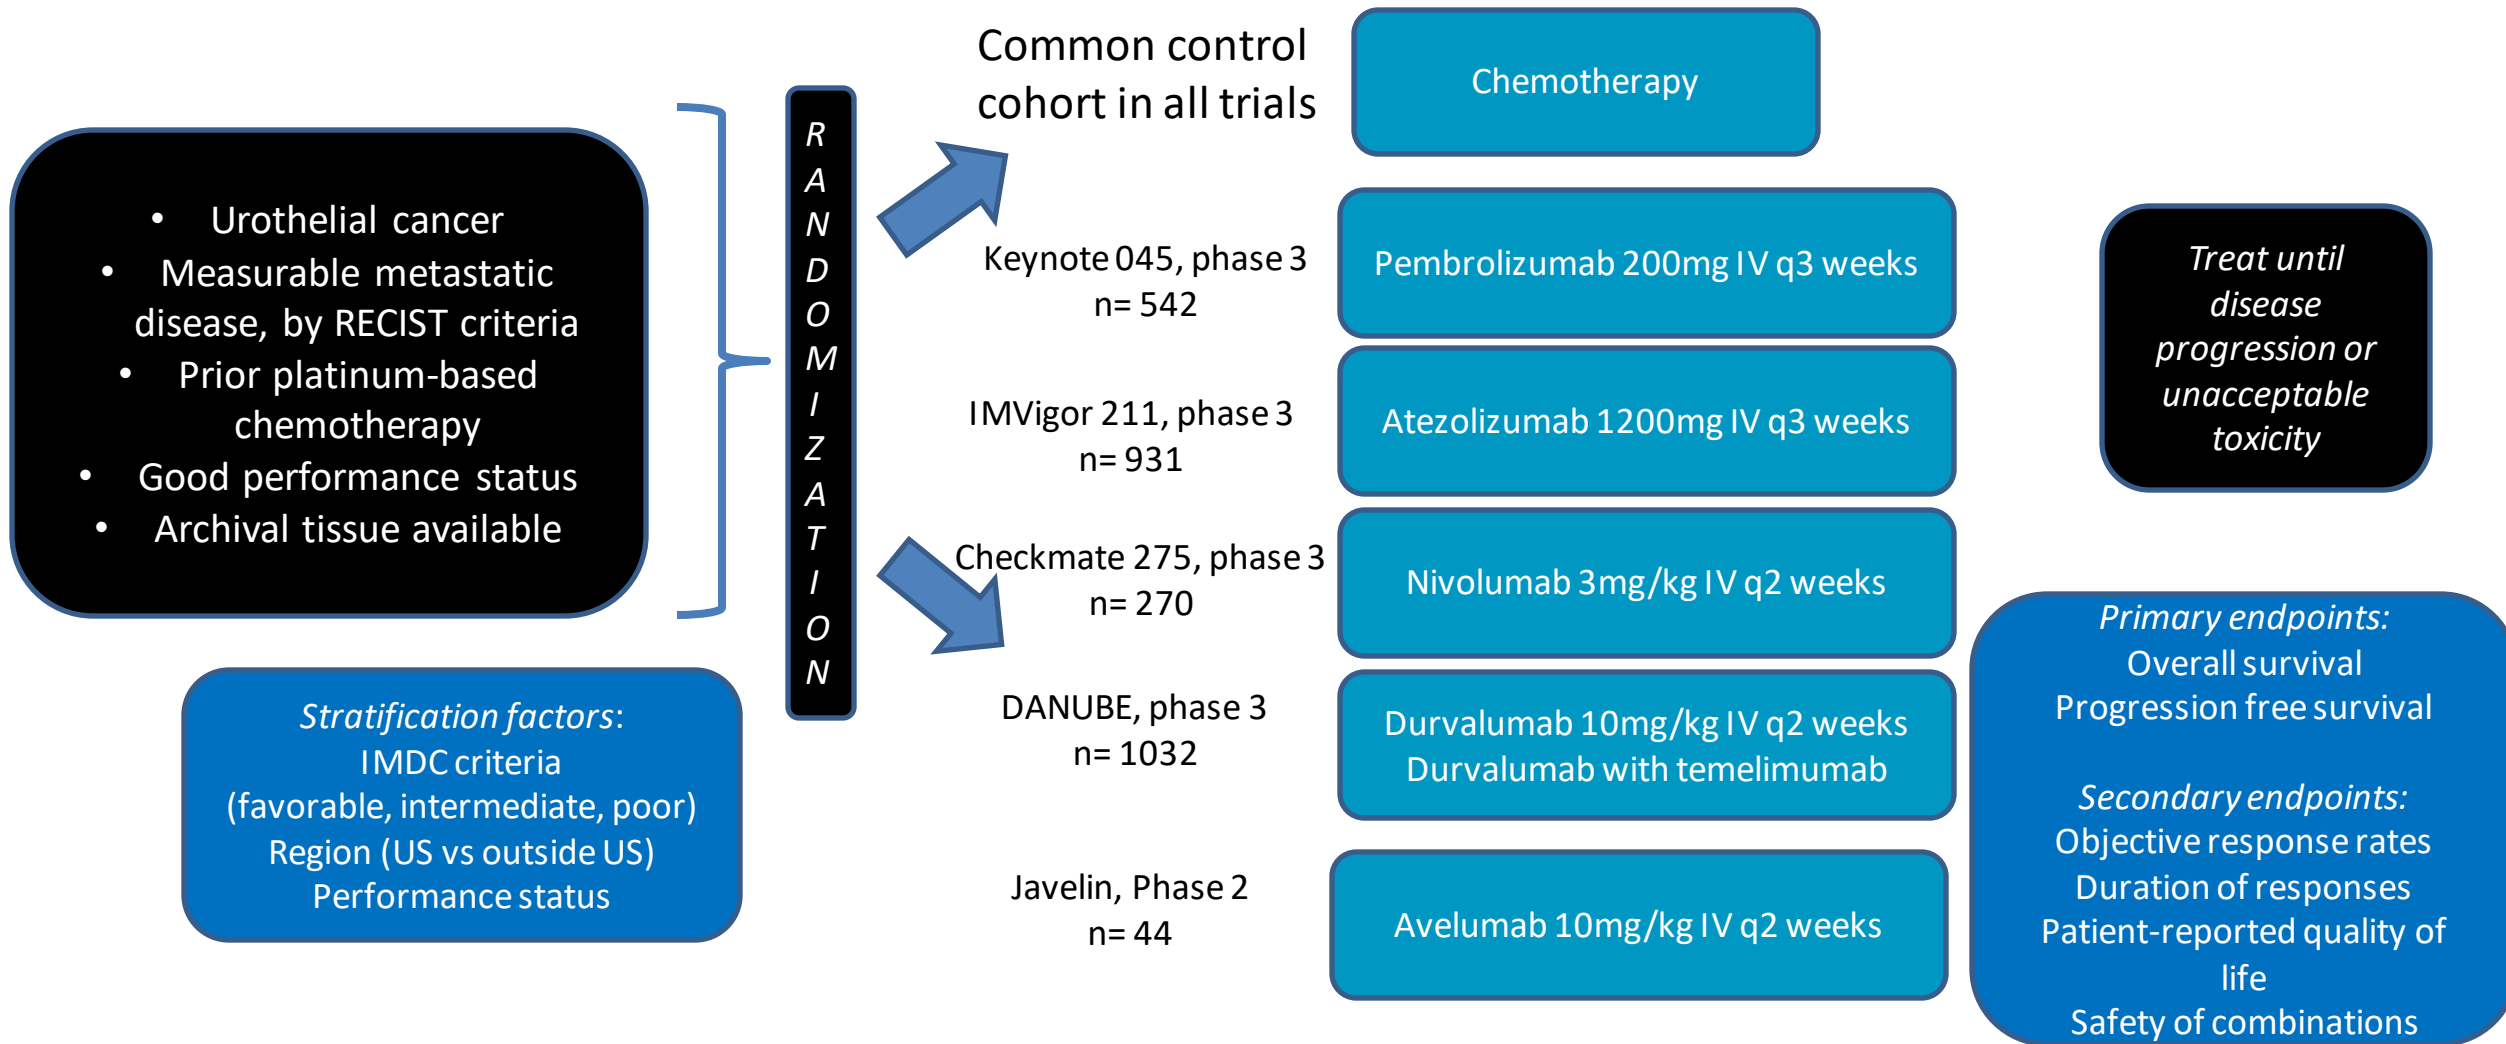 • Urothelial cancer
• Measurable metastatic
disease, by RECIST criteria
• Prior platinum-based
chemotherapy
• Good performance status
• Archival tissue available
Stratification factors:
IMDC criteria
(favorable, intermediate, poor)
Region (US vs outside US)
Performance status
R
A
N
D
O
M
I
Z
A
T
I
O
N
Common control
cohort in all trials
Chemotherapy
Keynote 045, phase 3
n= 542
Pembrolizumab 200mg IV q3 weeks
IMVigor 211, phase 3
n= 931
Atezolizumab 1200mg IV q3 weeks
Checkmate 275, phase 3
n= 270
Nivolumab 3mg/kg IV q2 weeks
DANUBE, phase 3
n= 1032
Durvalumab 10mg/kg IV q2 weeks
Durvalumab with temelimumab
Javelin, Phase 2
n= 44
Avelumab 10mg/kg IV q2 weeks
Treat until
disease
progression or
unacceptable
toxicity
Primary endpoints:
Overall survival
Progression free survival
Secondary endpoints:
Objective response rates
Duration of responses
Patient-reported quality of
life
Safety of combinations